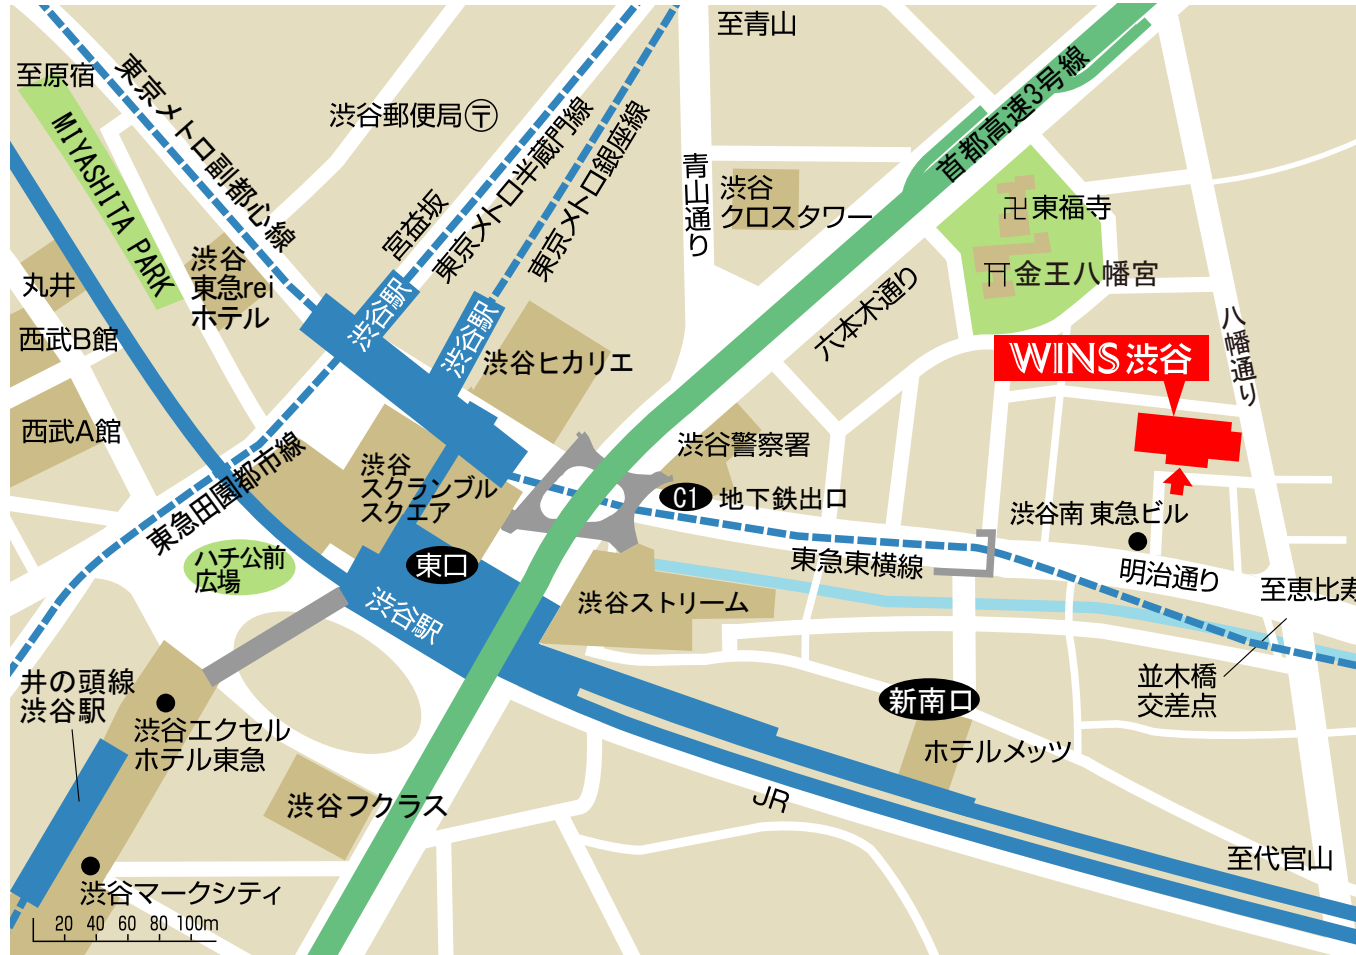 至青山
至原宿
東京メトロ副都心線
渋谷郵便局
〒
MIYASHITA PARK
宮益坂
東京メトロ半蔵門線
東京メトロ銀座線
青山通り
渋谷
クロスタワー
首都高速3号線
卍東福寺
金王八幡宮
六本木通り
八幡通り
丸井
西武B館
西武A館
渋谷
東急rei
ホテル
渋谷駅
渋谷駅
渋谷ヒカリエ
WINS渋谷
東急田園都市線
渋谷
スクランブル
スクエア
渋谷警察署
C1
地下鉄出口
渋谷南 東急ビル
ハチ公前
広場
東口
渋谷駅
東急東横線
明治通り
至恵比寿
渋谷ストリーム
井の頭線
渋谷駅
渋谷エクセル
ホテル東急
新南口
並木橋
交差点
ホテルメッツ
渋谷フクラス
JR
至代官山
渋谷マークシティ
20 40 60 80 100m